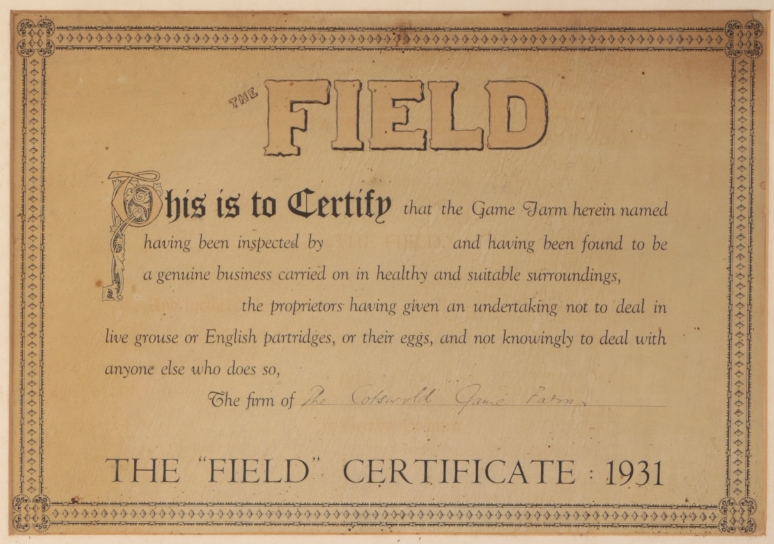 THE FIELD
This is to Certify that the Game Farm herein named
having been inspected by THE FIELD and having been found to be
a genuine business carried on in healthy and suitable surroundings,
the proprietors having given an undertaking not to deal in
live grouse or English partridges, or their eggs, and not knowingly to deal with
anyone else who does so,
The firm of The Cotswold Game Farm.
THE "FIELD" CERTIFICATE : 1931